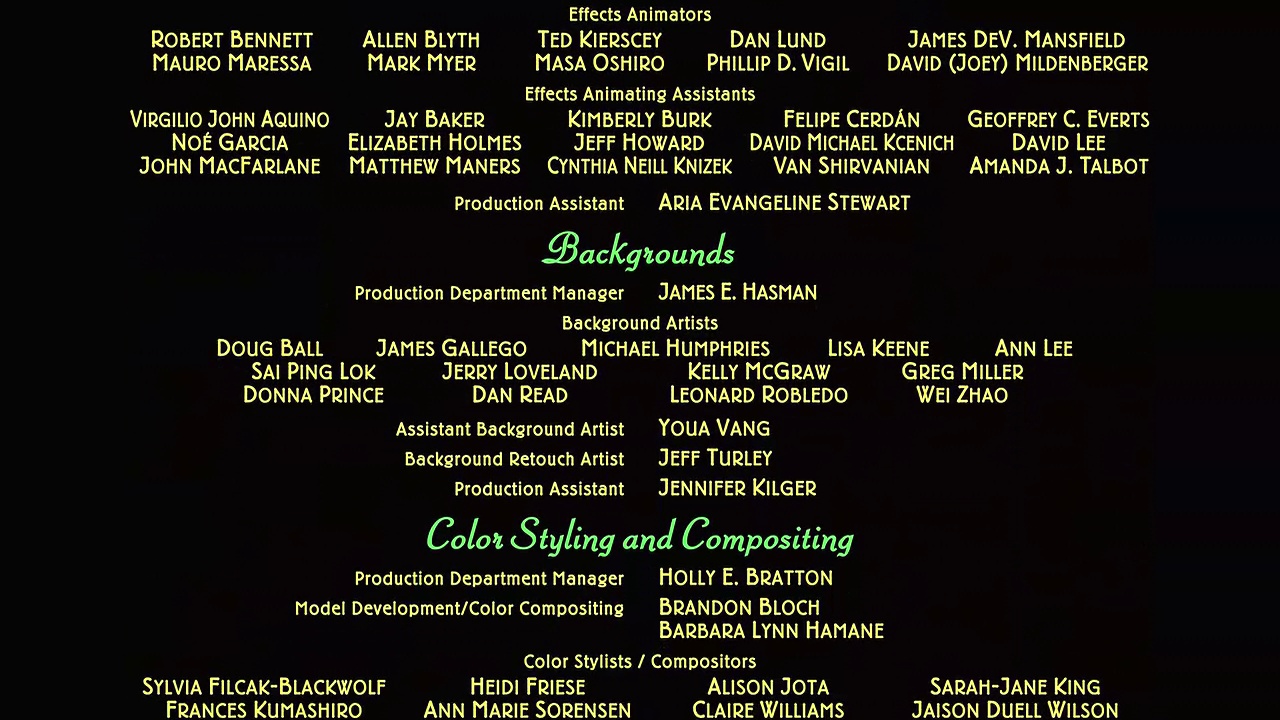 Effects Animators
ROBERT BENNETT ALLEN BLYTH TED KIERSCEY DAN LUND JAMES DEV. MANSFIELD
MAURO MARESSA MARK MYER MASA OSHIRO PHILLIP D. VIGIL DAVID (JOEY) MILDENBERGER
Effects Animating Assistants
VIRGILIO JOHN AQUINO JAY BAKER KIMBERLY BURK FELIPE CERDÁN GEOFFREY C. EVERTS
NOÉ GARCIA ELIZABETH HOLMES JEFF HOWARD DAVID MICHAEL KCENICH DAVID LEE
JOHN MACFARLANE MATTHEW MANERS CYNTHIA NEILL KNIZEK VAN SHIRVANIAN AMANDA J. TALBOT
Production Assistant ARIA EVANGELINE STEWART
Backgrounds
Production Department Manager JAMES E. HASMAN
Background Artists
DOUG BALL JAMES GALLEGO MICHAEL HUMPHRIES LISA KEENE ANN LEE
SAI PING LOK JERRY LOVELAND KELLY MCGRAW GREG MILLER
DONNA PRINCE DAN READ LEONARD ROBLEDO WEI ZHAO
Assistant Background Artist YOUA VANG
Background Retouch Artist JEFF TURLEY
Production Assistant JENNIFER KILGER
Color Styling and Compositing
Production Department Manager HOLLY E. BRATTON
Model Development/Color Compositing BRANDON BLOCH
BARBARA LYNN HAMANE
Color Stylists / Compositors
SYLVIA FILCAK-BLACKWOLF HEIDI FRIESE ALISON JOTA SARAH-JANE KING
FRANCES KUMASHIRO ANN MARIE SORENSEN CLAIRE WILLIAMS JAISON DUELL WILSON